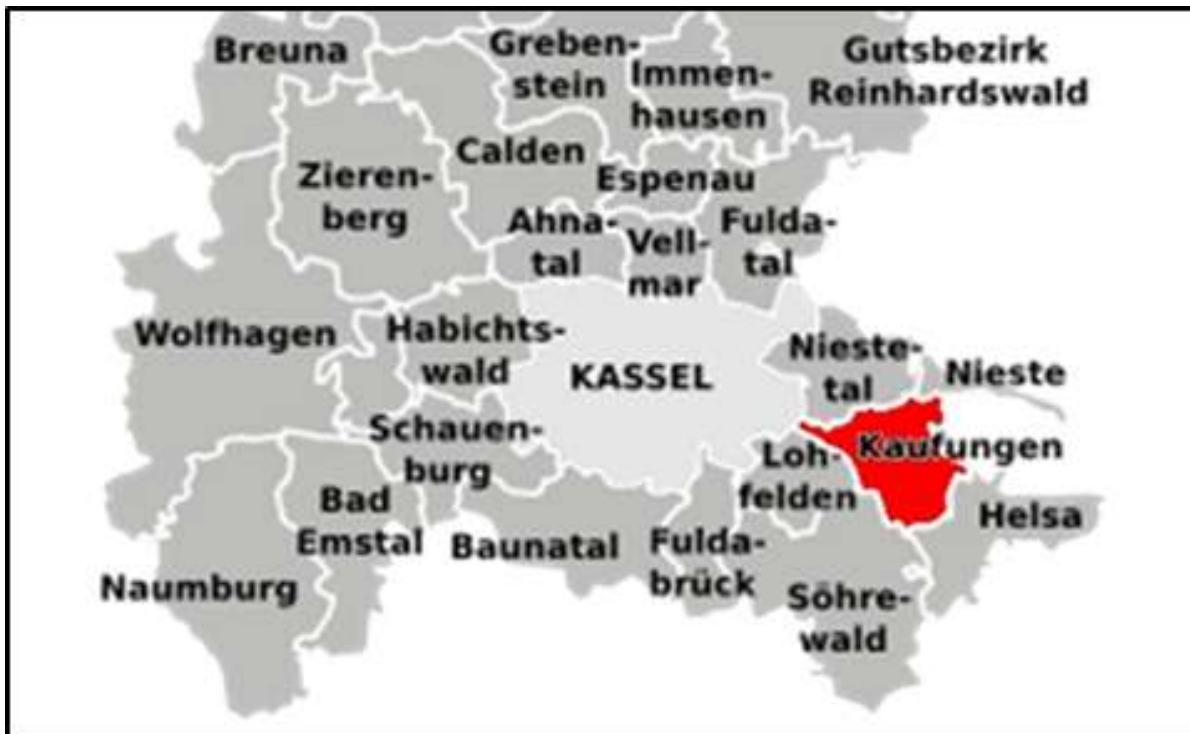 Breuna
Greben-
stein
Immen-
hausen
Gutsbezirk
Reinhardswald
Zieren-
berg
Calden
Espenau
Ahna-
tal
Vell-
mar
Fulda-
tal
Wolfhagen
Habichts-
wald
KASSEL
Nieste-
tal
Nieste
Schauen-
burg
Loh-
felden
Kaufungen
Bad
Emstal
Baunatal
Fulda-
brück
Helsa
Naumburg
Söhre-
wald